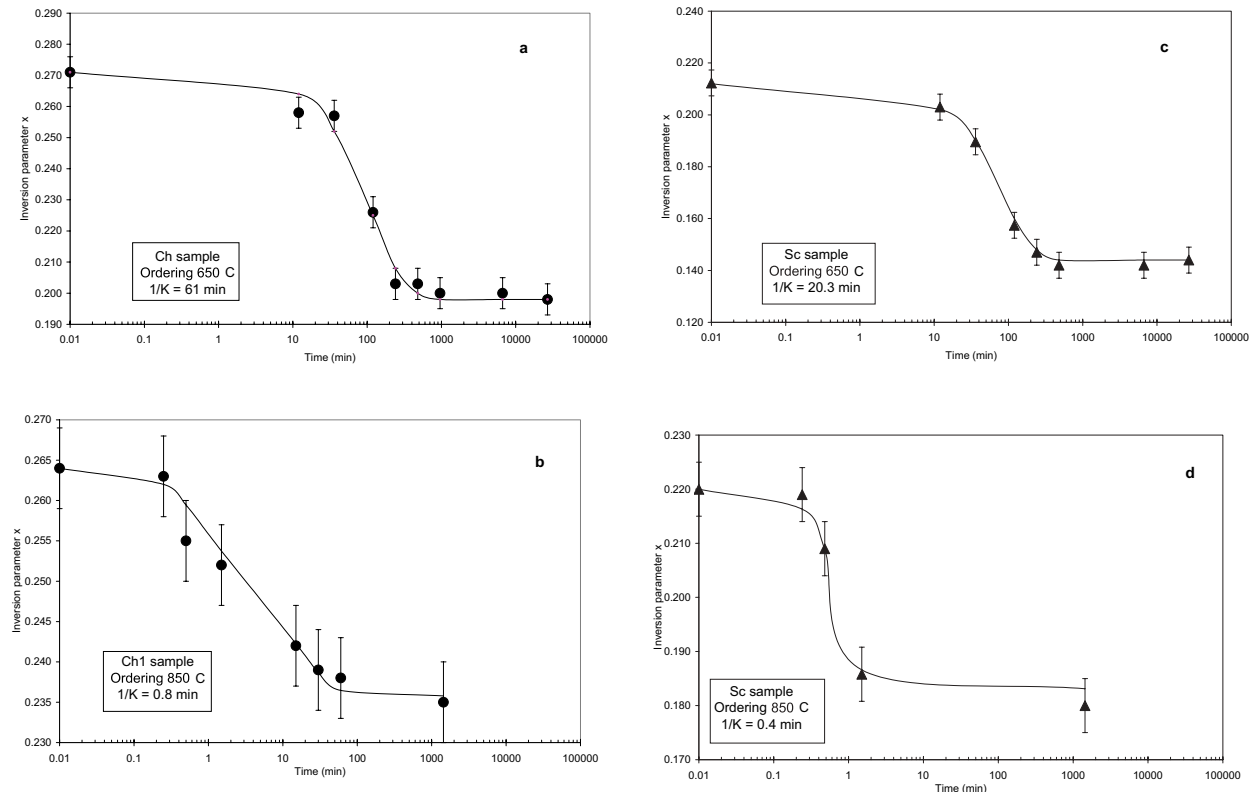 a
0.290
0.280
0.270
0.260
0.250
0.240
0.230
0.220
0.210
0.200
0.190
Inversion parameter x
Ch sample
Ordering 650 C
1/K = 61 min
0.01 0.1 1 10 100 1000 10000 100000
Time (min)
c
0.240
0.220
0.200
0.180
0.160
0.140
0.120
Inversion parameter x
Sc sample
Ordering 650 C
1/K = 20.3 min
0.01 0.1 1 10 100 1000 10000 100000
Time (min)
b
0.270
0.265
0.260
0.255
0.250
0.245
0.240
0.235
0.230
Inversion parameter x
Ch1 sample
Ordering 850 C
1/K = 0.8 min
0.01 0.1 1 10 100 1000 10000 100000
Time (min)
d
0.230
0.220
0.210
0.200
0.190
0.180
0.170
Inversion parameter x
Sc sample
Ordering 850 C
1/K = 0.4 min
0.01 0.1 1 10 100 1000 10000 100000
Time (min)